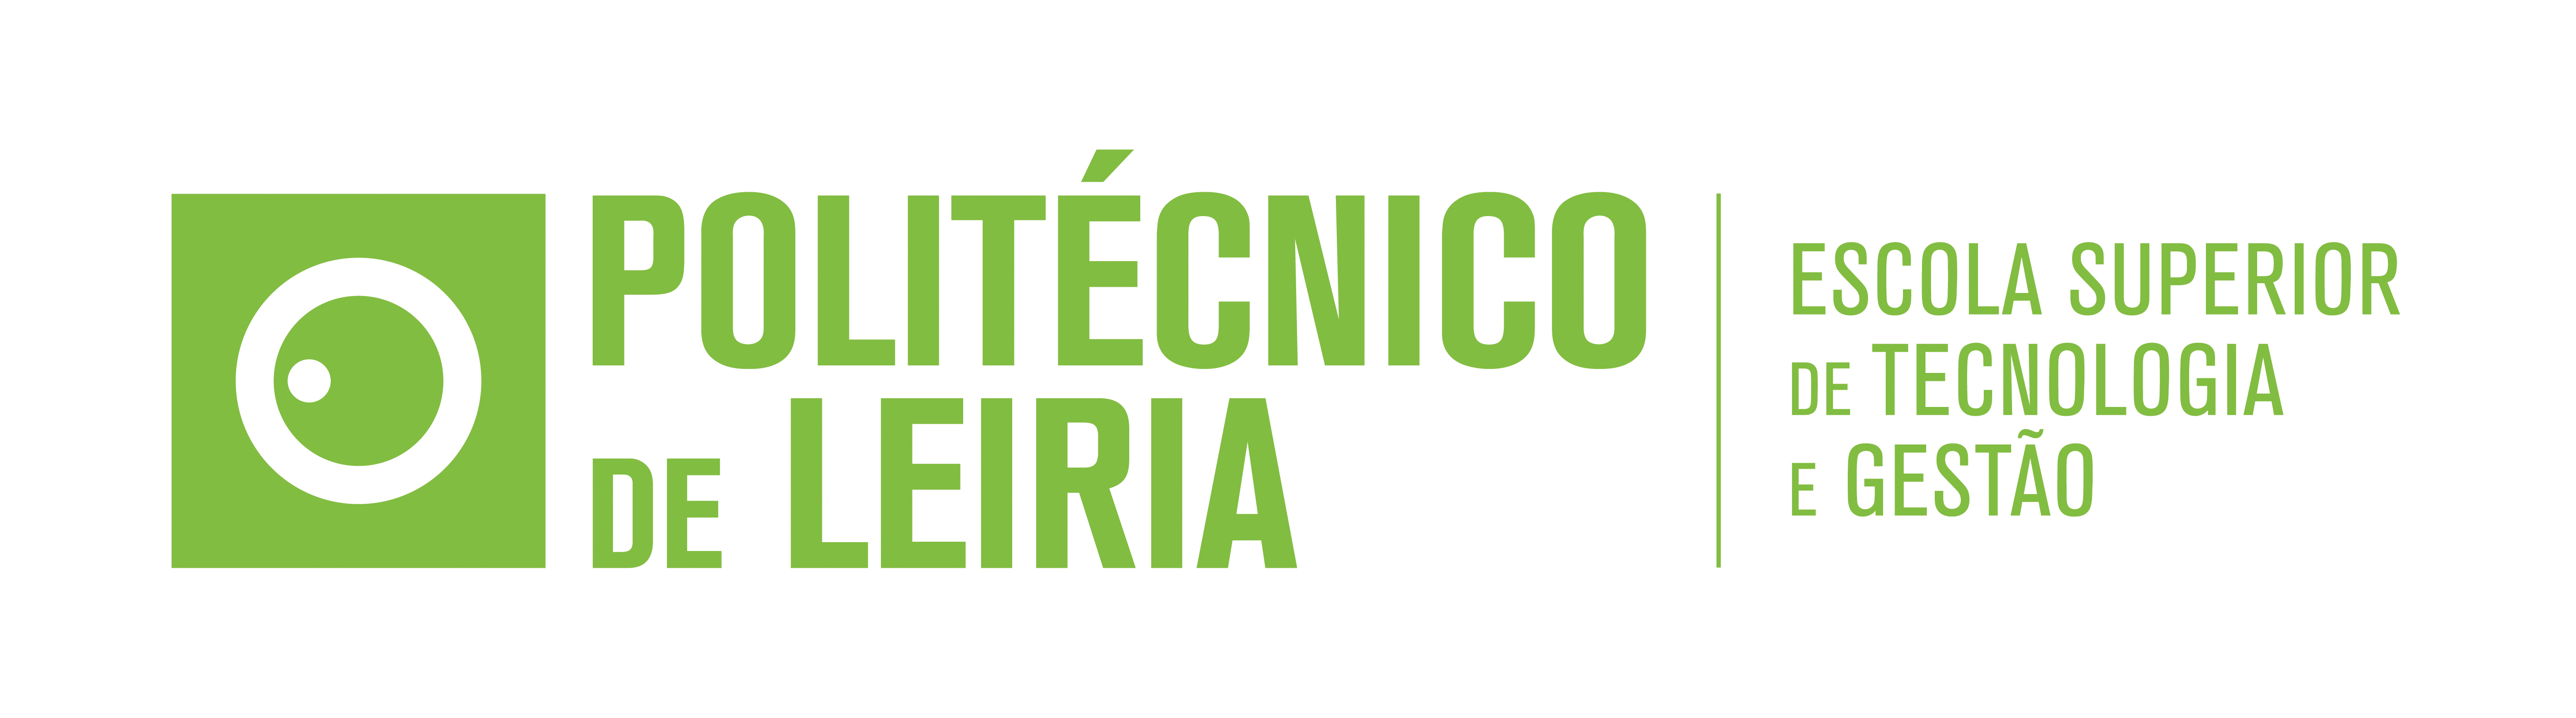 POLITÉCNICO
DE LEIRIA
ESCOLA SUPERIOR
DE TECNOLOGIA
E GESTÃO